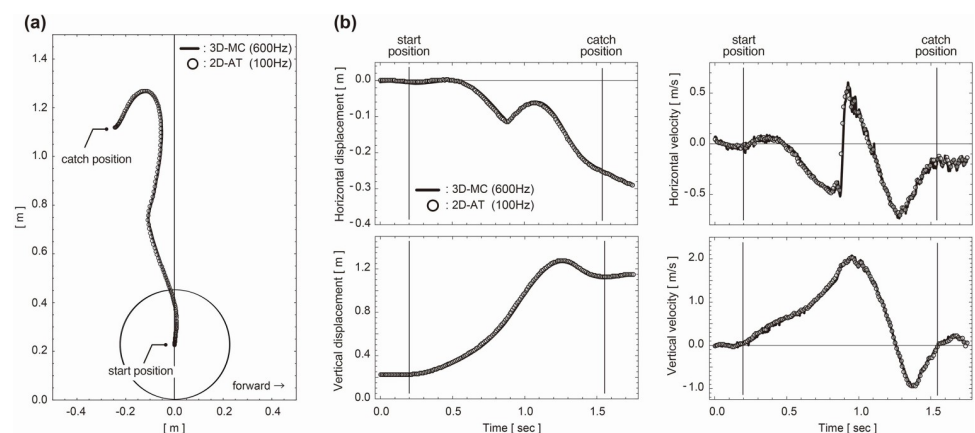 (a)
[ m ]
1.5
1.4
1.2
1.0
0.8
0.6
0.4
0.2
0.0
: 3D-MC (600Hz)
: 2D-AT (100Hz)
catch position
start position
forward →
-0.4 -0.2 0.0 0.2 0.4
[ m ]
(b)
start position
catch position
Horizontal displacement [ m ]
0.0
-0.1
-0.2
-0.3
-0.4
: 3D-MC (600Hz)
: 2D-AT (100Hz)
start position
catch position
Horizontal velocity [ m/s ]
0.5
0.0
-0.5
Vertical displacement [ m ]
1.2
0.8
0.4
0
0.0 0.5 1.0 1.5
Time [ sec ]
Vertical velocity [ m/s ]
2.0
1.0
0.0
-1.0
0.0 0.5 1.0 1.5
Time [ sec ]